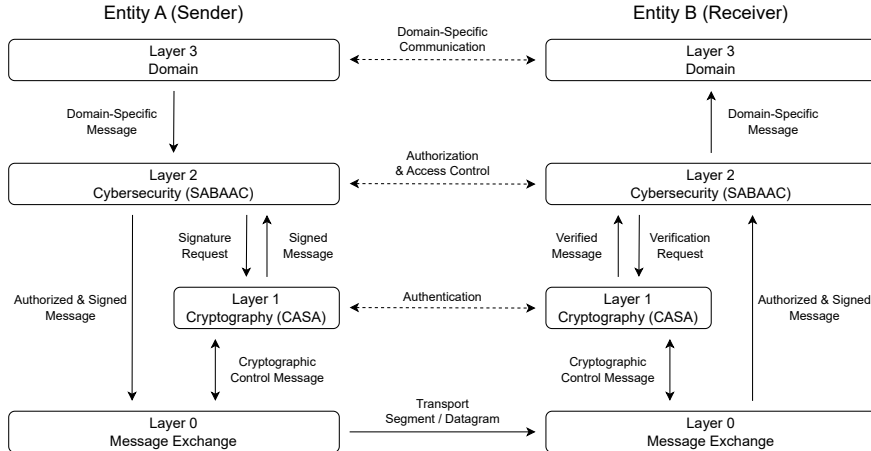 Entity A (Sender)
Entity B (Receiver)
Layer 3
Domain
Domain-Specific
Communication
Layer 3
Domain
Domain-Specific
Message
Domain-Specific
Message
Layer 2
Cybersecurity (SABAAC)
Authorization
& Access Control
Layer 2
Cybersecurity (SABAAC)
Signature
Request
Signed
Message
Verified
Message
Verification
Request
Authorized & Signed
Message
Layer 1
Cryptography (CASA)
Authentication
Layer 1
Cryptography (CASA)
Authorized & Signed
Message
Cryptographic
Control Message
Cryptographic
Control Message
Layer 0
Message Exchange
Transport
Segment / Datagram
Layer 0
Message Exchange